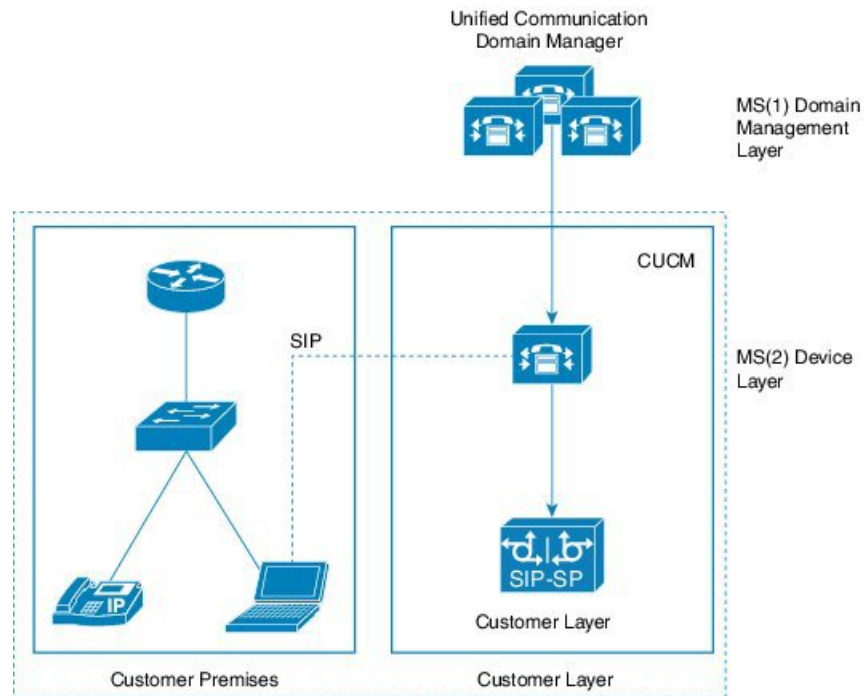 Unified Communication
Domain Manager
MS(1) Domain
Management
Layer
CUCM
SIP
MS(2) Device
Layer
IP
SIP-SP
Customer Layer
Customer Premises
Customer Layer